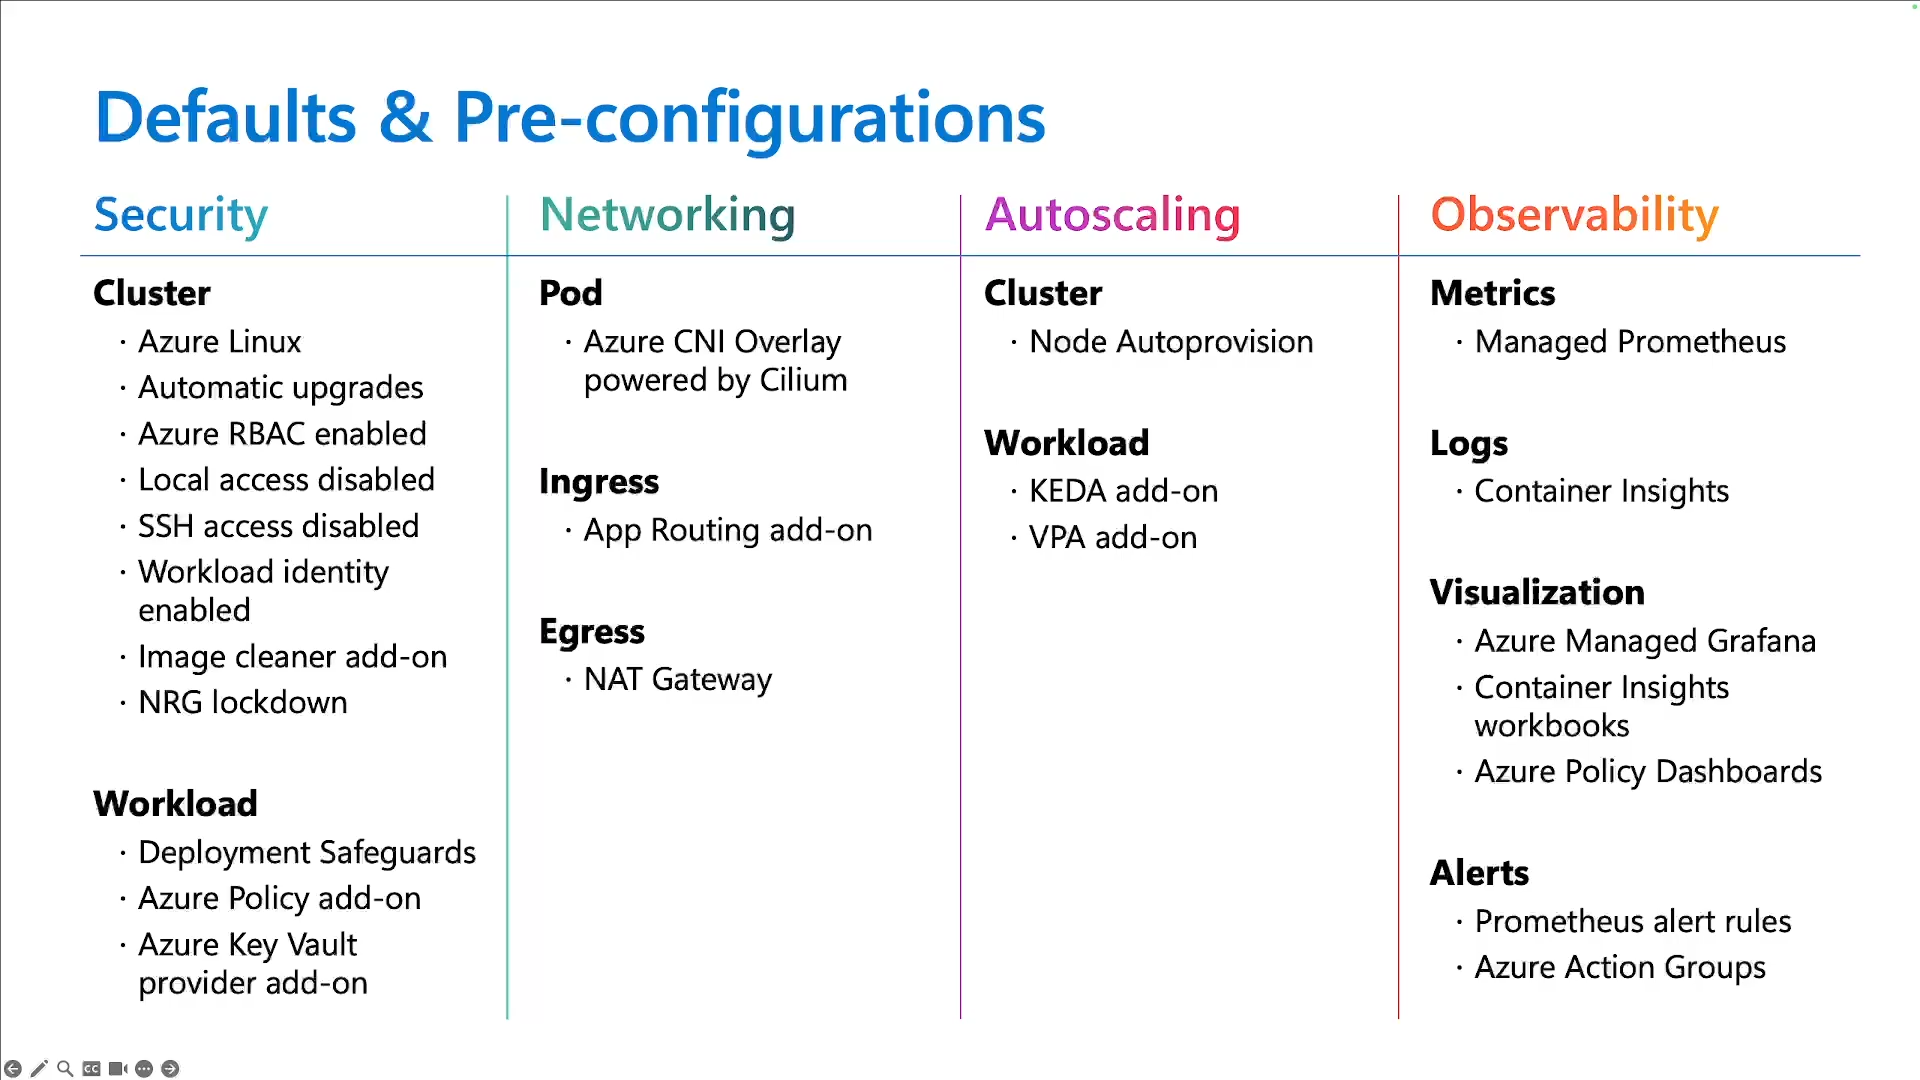 Defaults & Pre-configurations
Security
Cluster
· Azure Linux
· Automatic upgrades
· Azure RBAC enabled
· Local access disabled
· SSH access disabled
· Workload identity
enabled
· Image cleaner add-on
· NRG lockdown
Workload
· Deployment Safeguards
· Azure Policy add-on
· Azure Key Vault
provider add-on
Networking
Pod
· Azure CNI Overlay
powered by Cilium
Ingress
· App Routing add-on
Egress
· NAT Gateway
Autoscaling
Cluster
· Node Autoprovision
Workload
· KEDA add-on
· VPA add-on
Observability
Metrics
· Managed Prometheus
Logs
· Container Insights
Visualization
· Azure Managed Grafana
· Container Insights
workbooks
· Azure Policy Dashboards
Alerts
· Prometheus alert rules
· Azure Action Groups
CC